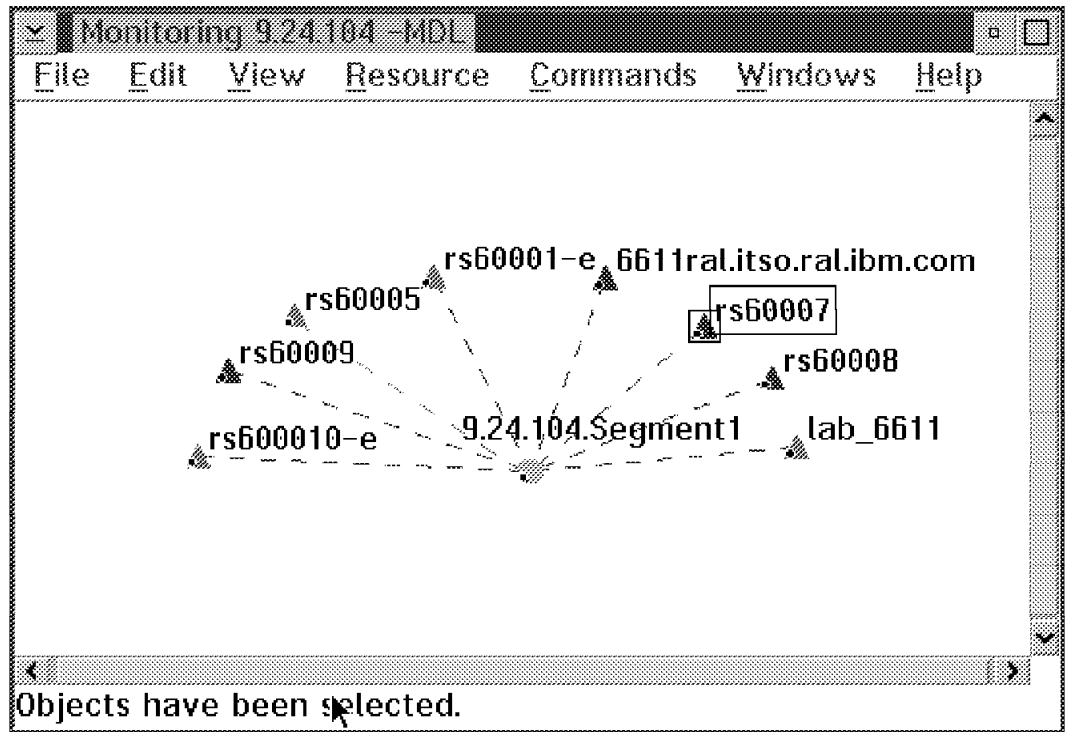 Monitoring 9.24.104 -MDL
File Edit View Resource Commands Windows Help
rs60001-e 6611ral.itso.ral.ibm.com
rs60005 rs60007
rs60009 rs60008
rs600010-e 9.24.104.Segment1 lab_6611
Objects have been selected.